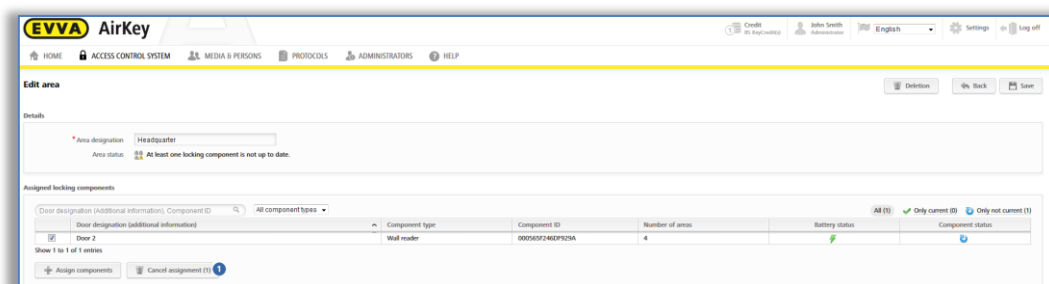 EVVA AirKey
Credit
85 KeyCredit(s)
John Smith
Administrator
English
Settings
Log off
HOME ACCESS CONTROL SYSTEM MEDIA & PERSONS PROTOCOLS ADMINISTRATORS HELP
Edit area
Deletion Back Save
Details
* Area designation Headquarter
Area status At least one locking component is not up to date.
Assigned locking components
Door designation (Additional information), Component ID All component types All (1) Only current (0) Only not current (1)
Door designation (additional information) Component type Component ID Number of areas Battery status Component status
Door 2 Wall reader 000565F246DF929A 4
Show 1 to 1 of 1 entries
Assign components Cancel assignment (1) 1